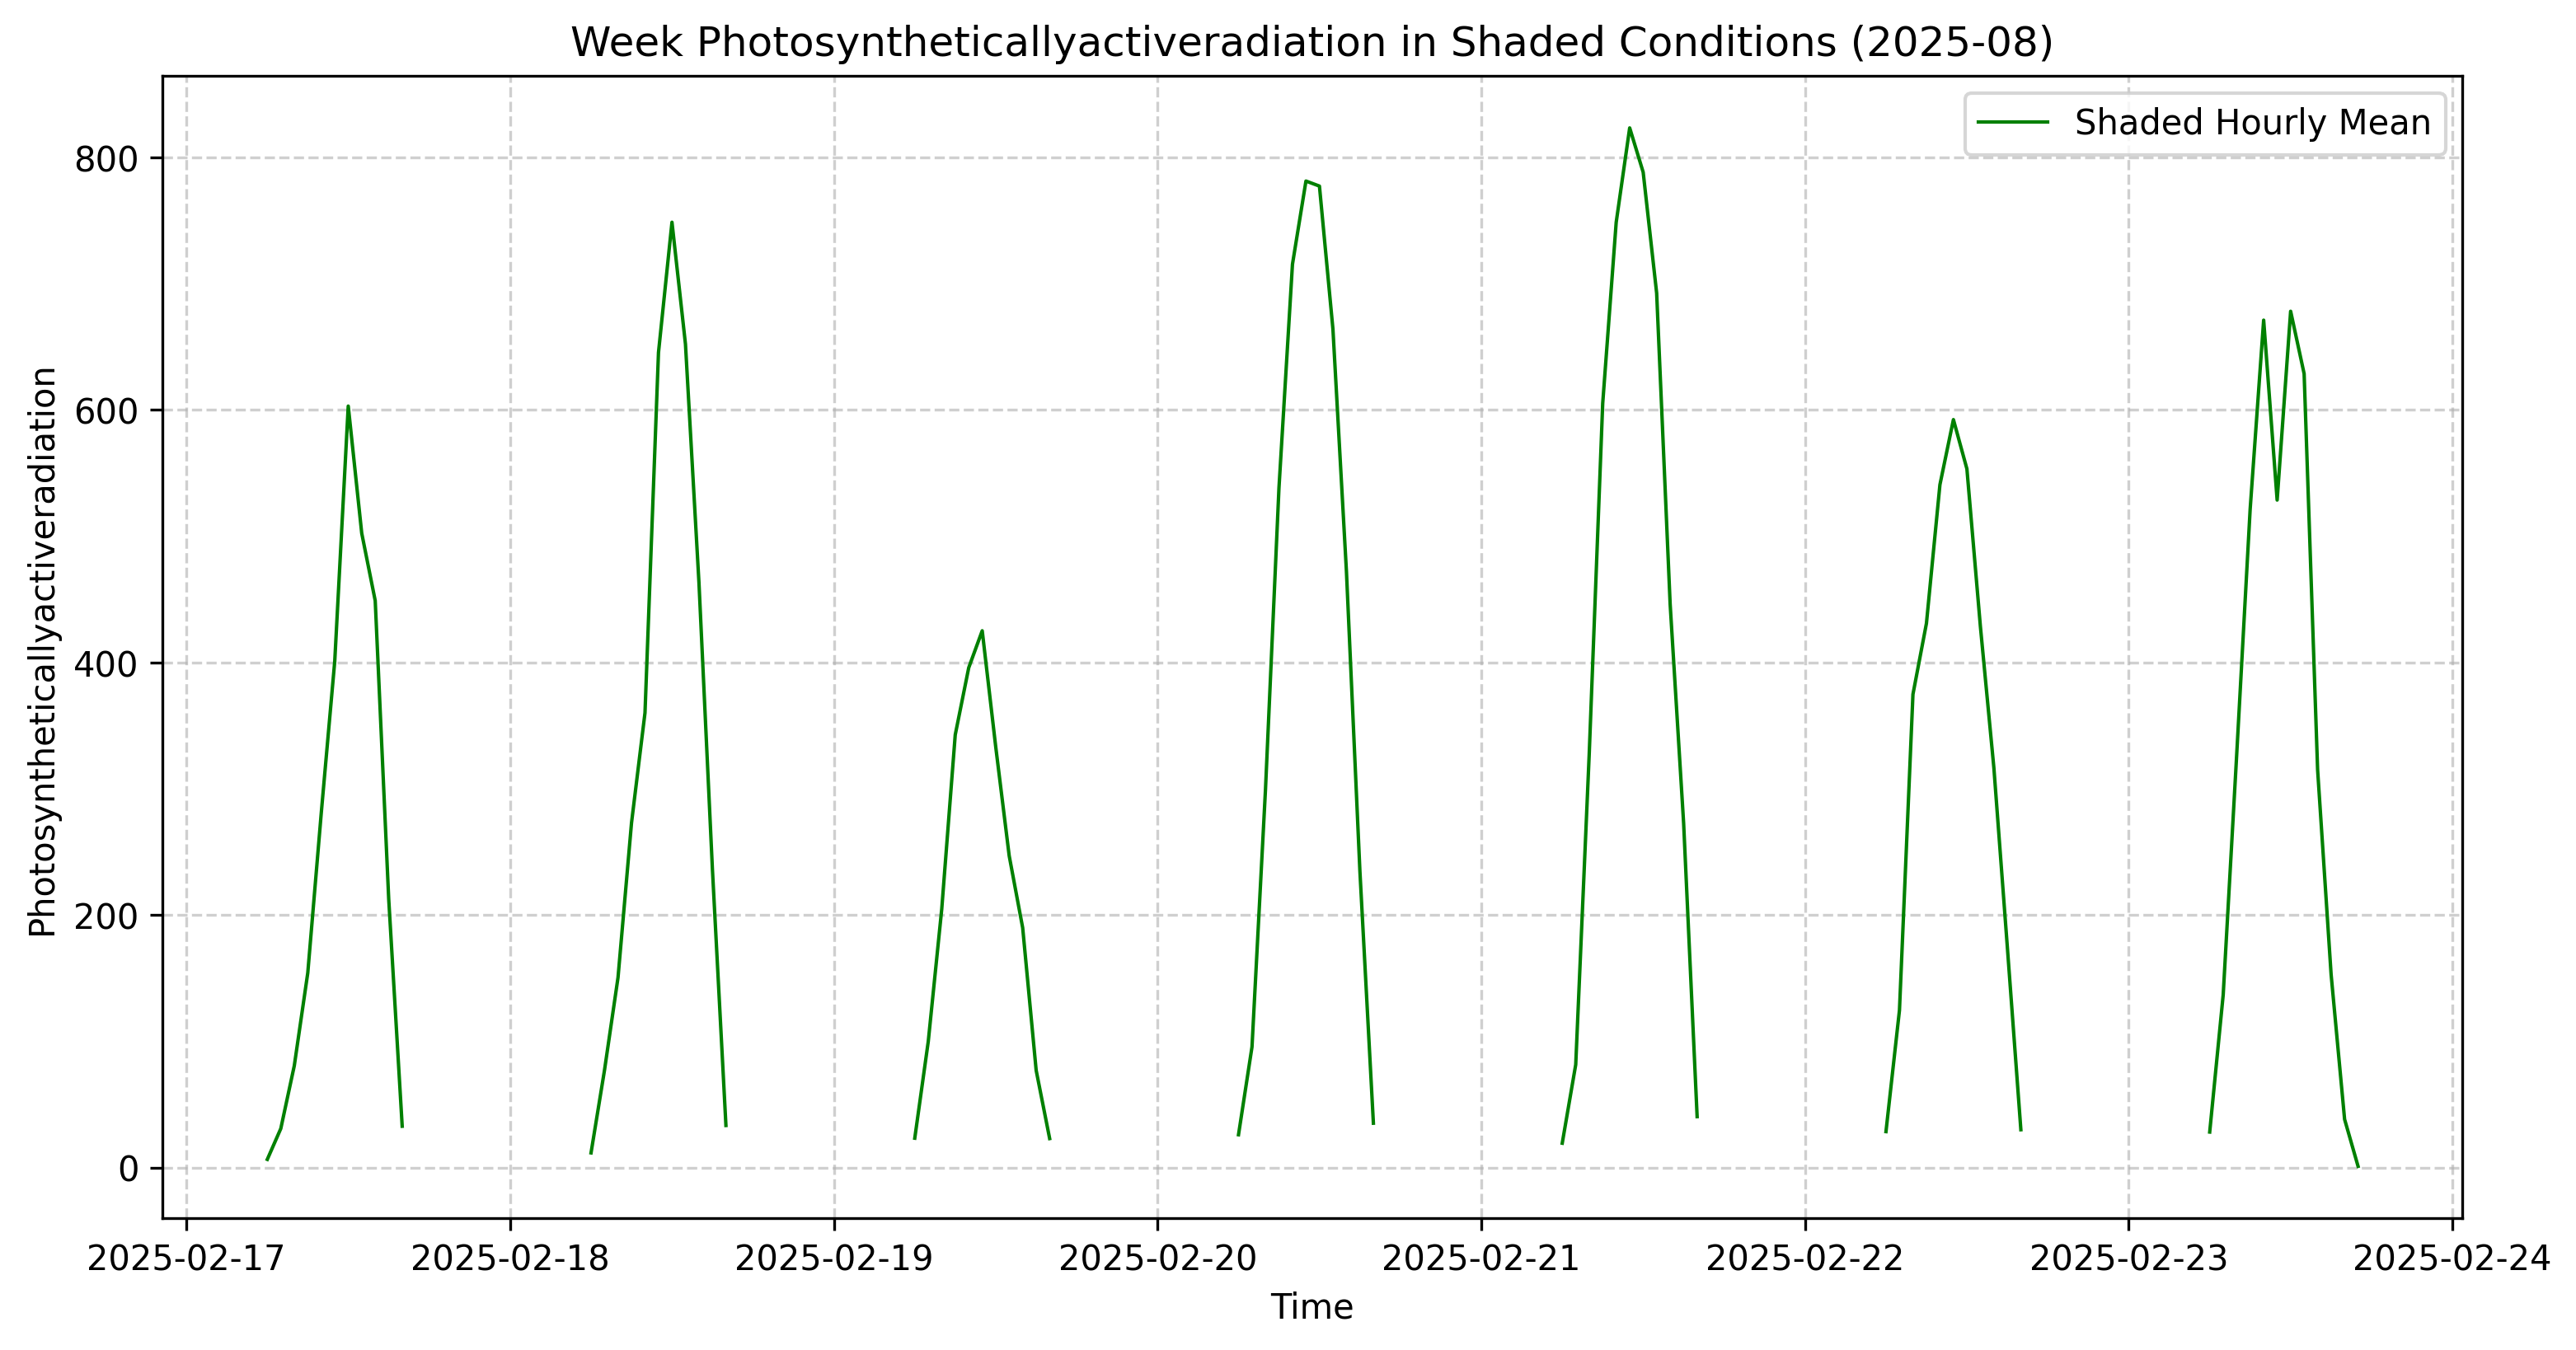 Week Photosyntheticallyactiveradiation in Shaded Conditions (2025-08)
Shaded Hourly Mean
Photosyntheticallyactiveradiation
800
600
400
200
0
2025-02-17 2025-02-18 2025-02-19 2025-02-20 2025-02-21 2025-02-22 2025-02-23 2025-02-24
Time